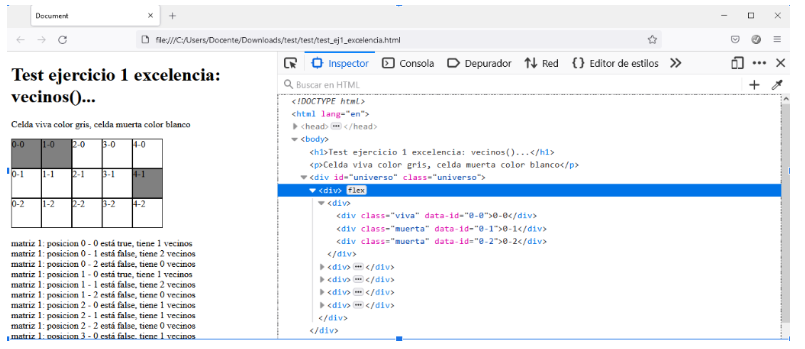 Document
file:///C:/Users/Docente/Downloads/test/test/test_ej1_excelencia.html
Test ejercicio 1 excelencia:
vecinos()...
Celda viva color gris, celda muerta color blanco
0-0 1-0 2-0 3-0 4-0
0-1 1-1 2-1 3-1 4-1
0-2 1-2 2-2 3-2 4-2
matriz 1: posicion 0 - 0 está true, tiene 1 vecinos
matriz 1: posicion 0 - 1 está false, tiene 2 vecinos
matriz 1: posicion 0 - 2 está false, tiene 0 vecinos
matriz 1: posicion 1 - 0 está true, tiene 1 vecinos
matriz 1: posicion 1 - 1 está false, tiene 2 vecinos
matriz 1: posicion 1 - 2 está false, tiene 0 vecinos
matriz 1: posicion 2 - 0 está false, tiene 1 vecinos
matriz 1: posicion 2 - 1 está false, tiene 1 vecinos
matriz 1: posicion 2 - 2 está false, tiene 0 vecinos
matriz 1: posicion 3 - 0 está false, tiene 1 vecinos
Inspector Consola Depurador Red {} Editor de estilos
Buscar en HTML
<!DOCTYPE html>
<html lang="en">
<head> ••• </head>
<body>
<h1>Test ejercicio 1 excelencia: vecinos()...</h1>
<p>Celda viva color gris, celda muerta color blanco</p>
<div id="universo" class="universo">
<div> flex
<div>
<div class="viva" data-id="0-0">0-0</div>
<div class="muerta" data-id="0-1">0-1</div>
<div class="muerta" data-id="0-2">0-2</div>
</div>
<div> ••• </div>
<div> ••• </div>
<div> ••• </div>
<div> ••• </div>
</div>
</div>